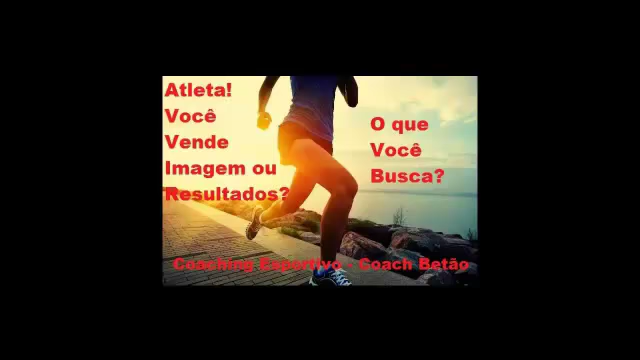 Atleta!
Você
Vende
Imagem ou
Resultados?
O que
Você
Busca?
Coaching Esportivo - Coach Betão